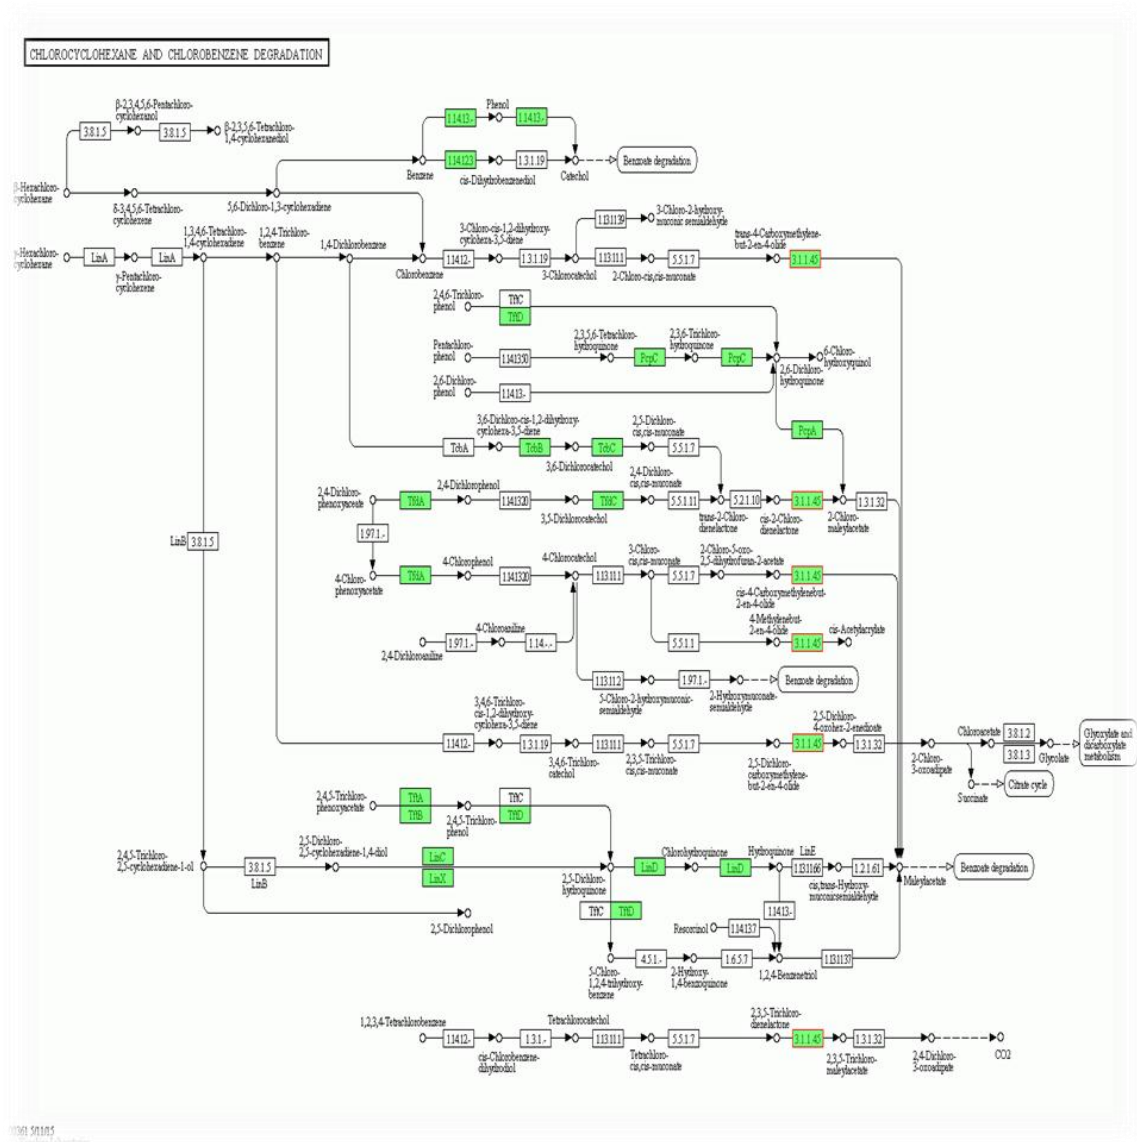 CHLOROCYCLOHEXANE AND CHLOROBENZENE DEGRADATION
β-2,3,4,5,6-Pentachloro-
cyclohexanol
3.8.1.5
3.8.1.5
β-2,3,5,6-Tetrachloro-
1,4-cyclohexanediol
1.14.13.-
Phenol
1.14.13.-
Benzene
1.14.12.3
cis-Dihydrobenzenediol
1.3.1.19
Catechol
Benzoate degradation
-Hexachloro-
cyclohexane
δ-3,4,5,6-Tetrachloro-
cyclohexene
5,6-Dichloro-1,3-cyclohexadiene
-Hexachloro-
cyclohexane
LinA
γ-Pentachloro-
cyclohexene
LinA
1,3,4,6-Tetrachloro-
1,4-cyclohexadiene
1,2,4-Trichloro-
benzene
1,4-Dichlorobenzene
Chlorobenzene
1.14.12.-
3-Chloro-cis-1,2-dihydroxy-
cyclohexa-3,5-diene
1.3.1.19
3-Chlorocatechol
1.13.11.39
3-Chloro-2-hydroxy-
muconic semialdehyde
1.13.11.1
2-Chloro-cis,cis-muconate
5.5.1.7
trans-4-Carboxymethylene-
but-2-en-4-olide
3.1.1.45
2,4,6-Trichloro-
phenol
TftC
TftD
Pentachloro-
phenol
1.14.13.50
2,3,5,6-Tetrachloro-
hydroquinone
PcpC
2,3,6-Trichloro-
hydroquinone
PcpC
6-Chloro-
hydroxyquinol
2,6-Dichloro-
hydroquinone
2,6-Dichloro-
phenol
1.14.13.-
PcpA
TcbA
3,6-Dichloro-cis-1,2-dihydroxy-
cyclohexa-3,5-diene
TcbB
3,6-Dichlorocatechol
TcbC
2,5-Dichloro-
cis,cis-muconate
5.5.1.7
2,4-Dichloro-
phenoxyacetate
TfdA
2,4-Dichlorophenol
1.14.13.20
3,5-Dichlorocatechol
TfdC
2,4-Dichloro-
cis,cis-muconate
5.5.1.11
trans-2-Chloro-
dienelactone
5.2.1.10
cis-2-Chloro-
dienelactone
3.1.1.45
2-Chloro-
maleylacetate
1.3.1.32
1.97.1.-
LinB
3.8.1.5
4-Chloro-
phenoxyacetate
TfdA
4-Chlorophenol
1.14.13.20
4-Chlorocatechol
1.13.11.1
3-Chloro-
cis,cis-muconate
5.5.1.7
2-Chloro-5-oxo-
2,5-dihydrofuran-2-acetate
3.1.1.45
cis-4-Carboxymethylenebut-
2-en-4-olide
2,4-Dichloroaniline
1.97.1.-
4-Chloroaniline
1.14.-.-
5.5.1.1
4-Methylenebut-
2-en-4-olide
3.1.1.45
cis-Acetylacrylate
1.13.11.2
5-Chloro-2-hydroxymuconic-
semialdehyde
1.97.1.-
2-Hydroxymuconate-
semialdehyde
Benzoate degradation
1.14.12.-
3,4,6-Trichloro-
cis-1,2-dihydroxy-
cyclohexa-3,5-diene
1.3.1.19
3,4,6-Trichloro-
catechol
1.13.11.1
2,3,5-Trichloro-
cis,cis-muconate
5.5.1.7
2,5-Dichloro-
carboxymethylene-
but-2-en-4-olide
3.1.1.45
2,5-Dichloro-
4-oxohex-2-enedioate
1.3.1.32
2-Chloro-
3-oxoadipate
Chloroacetate
3.8.1.2
3.8.1.3
Glycolate
Glyoxylate and
dicarboxylate
metabolism
Succinate
Citrate cycle
2,4,5-Trichloro-
phenoxyacetate
TftA
TftB
2,4,5-Trichloro-
phenol
TftC
TftD
2,4,5-Trichloro-
2,5-cyclohexadiene-1-ol
3.8.1.5
LinB
2,5-Dichloro-
2,5-cyclohexadiene-1,4-diol
LinC
LinX
2,5-Dichloro-
hydroquinone
LinD
Chlorohydroquinone
LinD
Hydroquinone
LinE
1.13.11.66
cis,trans-Hydroxy-
muconicsemialdehyde
1.2.1.61
Maleylacetate
Benzoate degradation
2,5-Dichlorophenol
TftC
TftD
1.14.13.-
Resorcinol
1.14.13.7
5-Chloro-
1,2,4-trihydroxy-
benzene
4.5.1.-
2-Hydroxy-
1,4-benzoquinone
1.6.5.7
1,2,4-Benzenetriol
1.13.11.37
1,2,3,4-Tetrachlorobenzene
1.14.12.-
cis-Chlorobenzene-
dihydrodiol
1.3.1.-
Tetrachlorocatechol
1.13.11.1
Tetrachloro-
cis,cis-muconate
5.5.1.7
2,3,5-Trichloro-
dienelactone
3.1.1.45
2,3,5-Trichloro-
maleylacetate
1.3.1.32
2,4-Dichloro-
3-oxoadipate
CO2